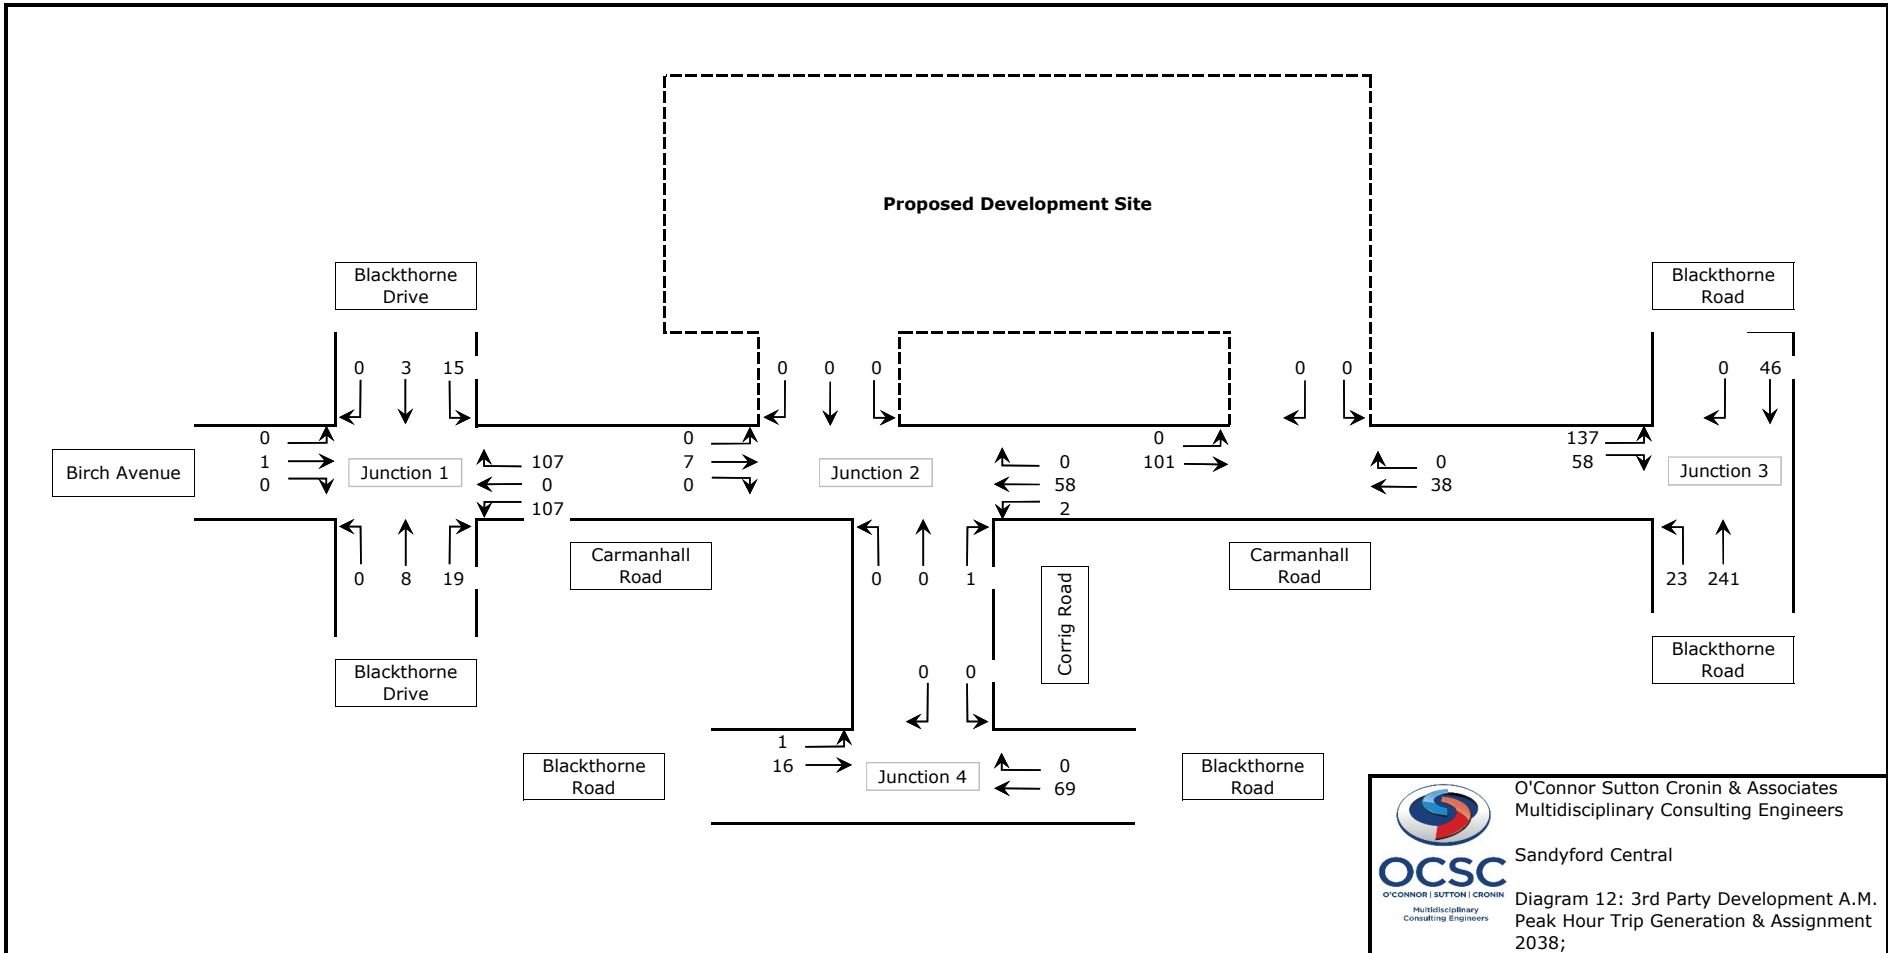 Proposed Development Site
Blackthorne
Drive
Blackthorne
Road
0 3 15
0 0 0
0 0
0 46
0
1
0
Birch Avenue
Junction 1
107
0
107
0
7
0
Junction 2
0
58
2
0
101
0
38
137
58
Junction 3
0 8 19
Carmanhall
Road
0 0 1
Corrig Road
Carmanhall
Road
23 241
Blackthorne
Drive
Blackthorne
Road
0 0
1
16
Blackthorne
Road
Junction 4
0
69
Blackthorne
Road
OCSC
O'CONNOR | SUTTON | CRONIN
Multidisciplinary
Consulting Engineers
O'Connor Sutton Cronin & Associates
Multidisciplinary Consulting Engineers
Sandyford Central
Diagram 12: 3rd Party Development A.M.
Peak Hour Trip Generation & Assignment
2038;